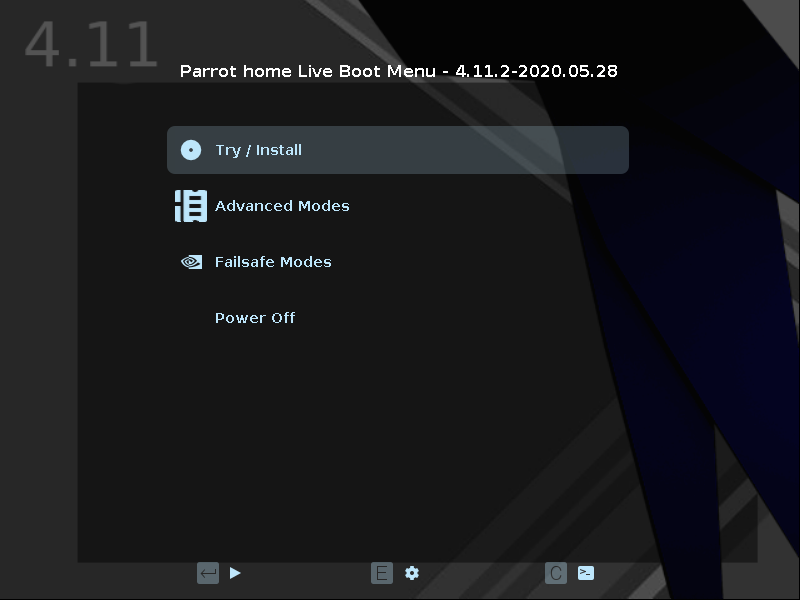 4.11
Parrot home Live Boot Menu - 4.11.2-2020.05.28
Try / Install
Advanced Modes
Failsafe Modes
Power Off
E
C